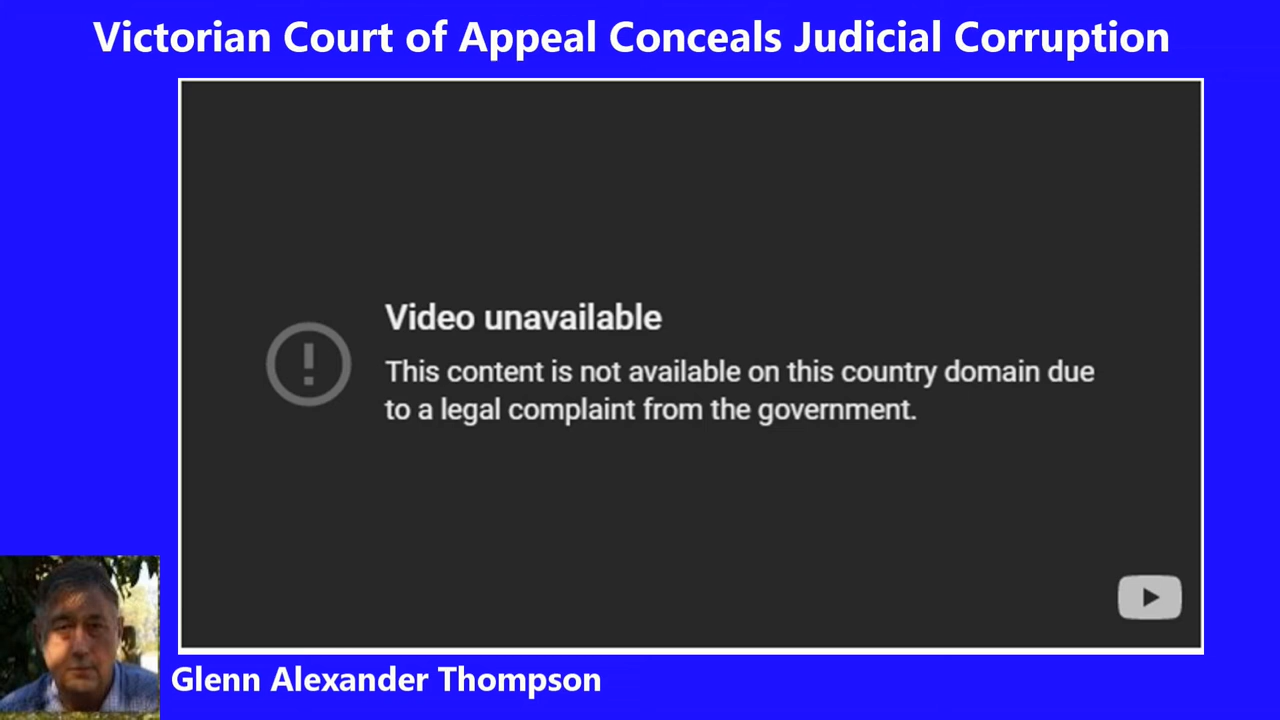 Victorian Court of Appeal Conceals Judicial Corruption
Video unavailable
This content is not available on this country domain due
to a legal complaint from the government.
Glenn Alexander Thompson